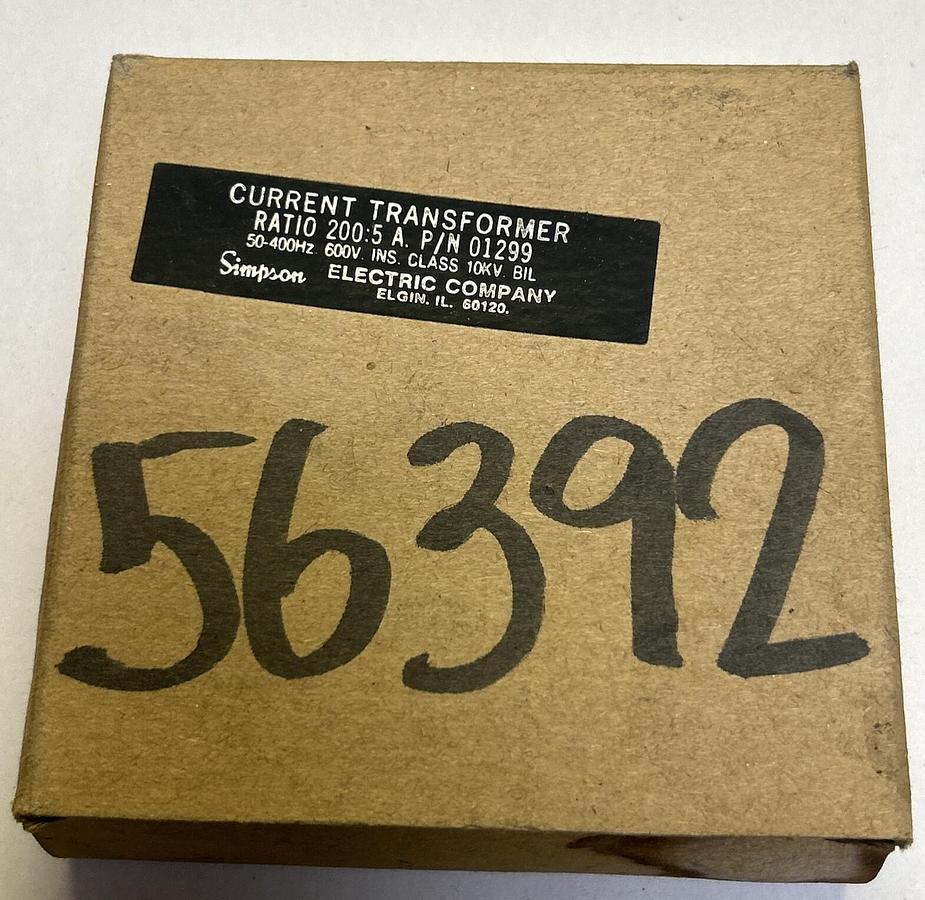 CURRENT TRANSFORMER
RATIO 200:5 A. P/N 01299
50-400Hz. 600V. INS. CLASS 10KV. BIL
Simpson ELECTRIC COMPANY
ELGIN. IL. 60120.
56392